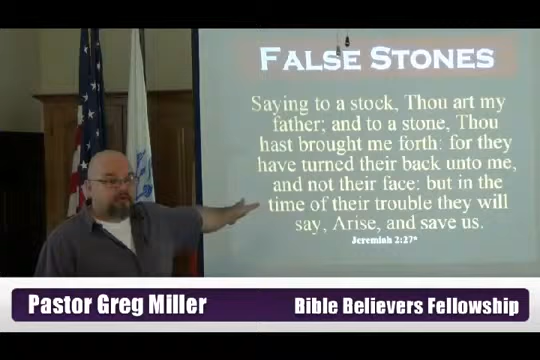 FALSE STONES
Saying to a stock, Thou art my
father; and to a stone, Thou
hast brought me forth: for they
have turned their back unto me,
and not their face: but in the
time of their trouble they will
say, Arise, and save us.
Jeremiah 2:27*
Pastor Greg Miller
Bible Believers Fellowship